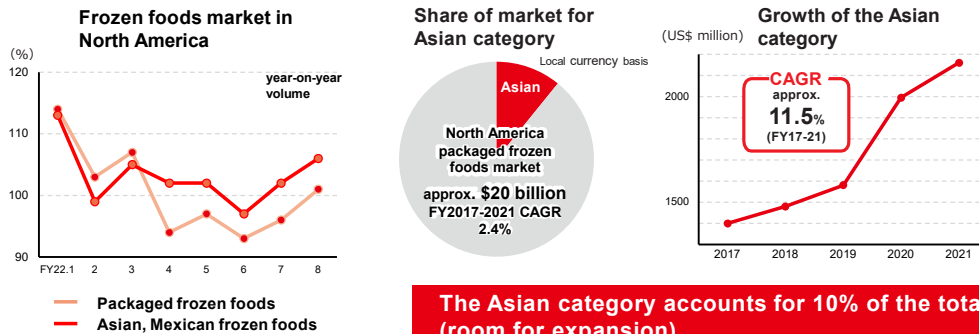 Frozen foods market in
North America
(%)
120
110
100
90
year-on-year
volume
FY22.1 2 3 4 5 6 7 8
Packaged frozen foods
Asian, Mexican frozen foods
Share of market for
Asian category
Local currency basis
Asian
North America
packaged frozen
foods market
approx. $20 billion
FY2017-2021 CAGR
2.4%
Growth of the Asian
category
(US$ million)
2000
1500
CAGR
approx.
11.5%
(FY17-21)
2017 2018 2019 2020 2021
The Asian category accounts for 10% of the tota
(room for expansion)